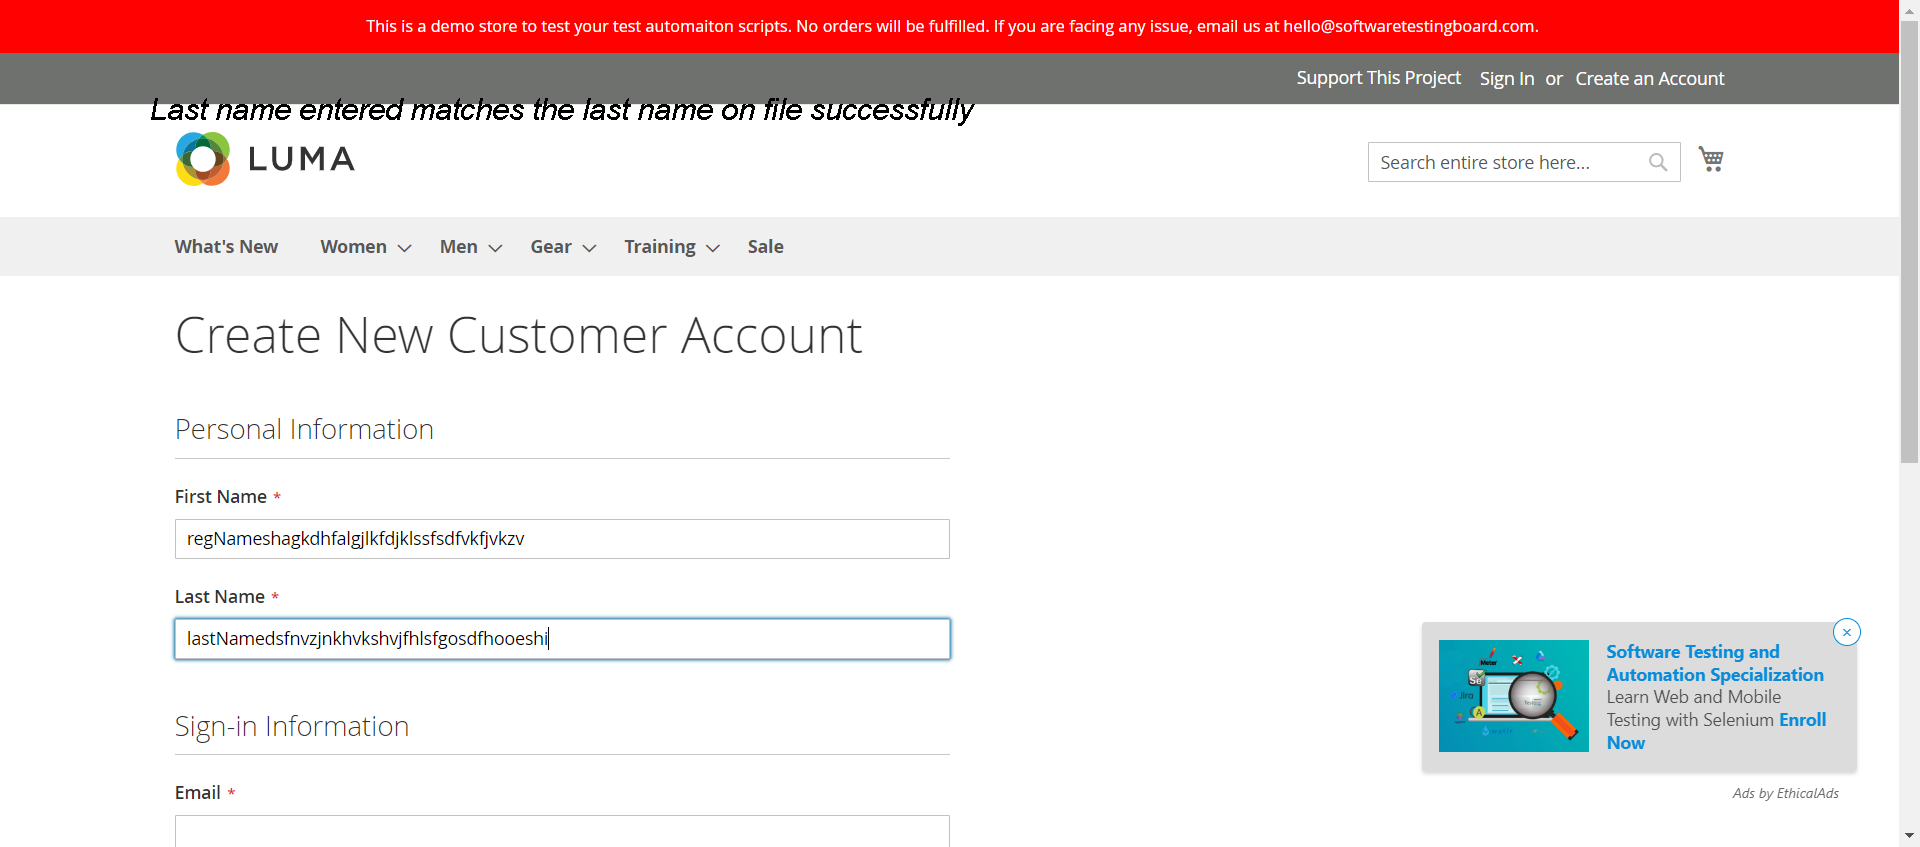 This is a demo store to test your test automaiton scripts. No orders will be fulfilled. If you are facing any issue, email us at hello@softwaretestingboard.com.
Support This Project Sign In or Create an Account
Last name entered matches the last name on file successfully
LUMA
Search entire store here...
What's New Women Men Gear Training Sale
Create New Customer Account
Personal Information
First Name *
regNameshagkdhfalgjlkfdjklssfsdfvkfjvkzv
Last Name *
lastNamedsfnvzjnkhvkshvjfhlsfgosdfhooeshi
Sign-in Information
Email *
Meter
Se
Jira
A
Software Testing and
Automation Specialization
Learn Web and Mobile
Testing with Selenium Enroll
Now
Ads by EthicalAds